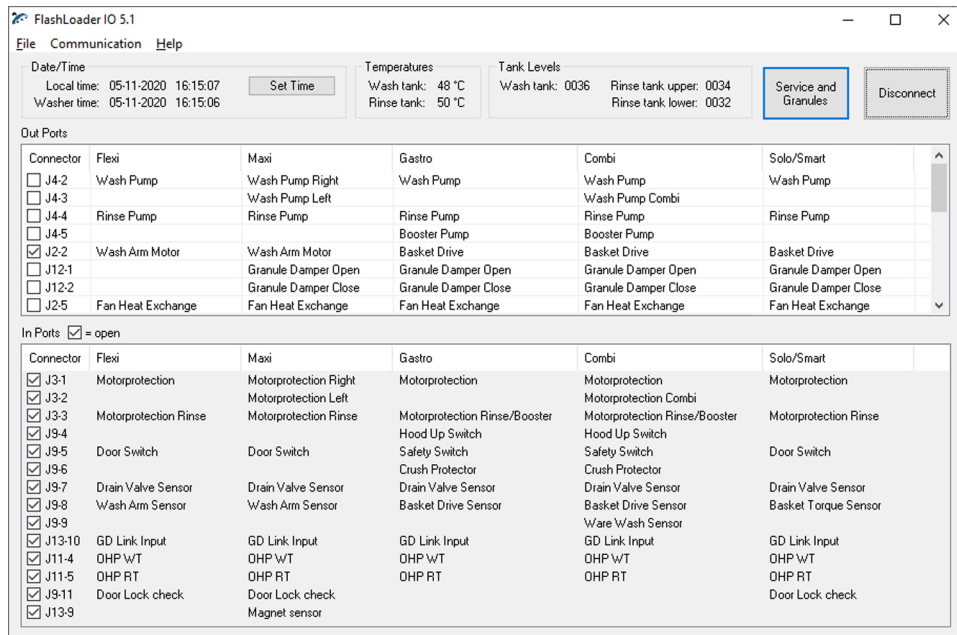 FlashLoader IO 5.1
File Communication Help
Date/Time
Local time: 05-11-2020 16:15:07
Washer time: 05-11-2020 16:15:06
Set Time
Temperatures
Wash tank: 48 °C
Rinse tank: 50 °C
Tank Levels
Wash tank: 0036 Rinse tank upper: 0034
Rinse tank lower: 0032
Service and
Granules
Disconnect
Out Ports
Connector Flexi Maxi Gastro Combi Solo/Smart
J4-2 Wash Pump Wash Pump Right Wash Pump Wash Pump Wash Pump
J4-3 Wash Pump Left Wash Pump Combi
J4-4 Rinse Pump Rinse Pump Rinse Pump Rinse Pump Rinse Pump
J4-5 Booster Pump Booster Pump
J2-2 Wash Arm Motor Wash Arm Motor Basket Drive Basket Drive Basket Drive
J12-1 Granule Damper Open Granule Damper Open Granule Damper Open Granule Damper Open
J12-2 Granule Damper Close Granule Damper Close Granule Damper Close Granule Damper Close
J2-5 Fan Heat Exchange Fan Heat Exchange Fan Heat Exchange Fan Heat Exchange Fan Heat Exchange
In Ports = open
Connector Flexi Maxi Gastro Combi Solo/Smart
J3-1 Motorprotection Motorprotection Right Motorprotection Motorprotection Motorprotection
J3-2 Motorprotection Left Motorprotection Combi
J3-3 Motorprotection Rinse Motorprotection Rinse Motorprotection Rinse/Booster Motorprotection Rinse/Booster Motorprotection Rinse
J9-4 Hood Up Switch Hood Up Switch
J9-5 Door Switch Door Switch Safety Switch Safety Switch Door Switch
J9-6 Crush Protector Crush Protector
J9-7 Drain Valve Sensor Drain Valve Sensor Drain Valve Sensor Drain Valve Sensor Drain Valve Sensor
J9-8 Wash Arm Sensor Wash Arm Sensor Basket Drive Sensor Basket Drive Sensor Basket Torque Sensor
J9-9 Ware Wash Sensor
J13-10 GD Link Input GD Link Input GD Link Input GD Link Input GD Link Input
J11-4 OHP WT OHP WT OHP WT OHP WT OHP WT
J11-5 OHP RT OHP RT OHP RT OHP RT OHP RT
J9-11 Door Lock check Door Lock check Door Lock check
J13-9 Magnet sensor